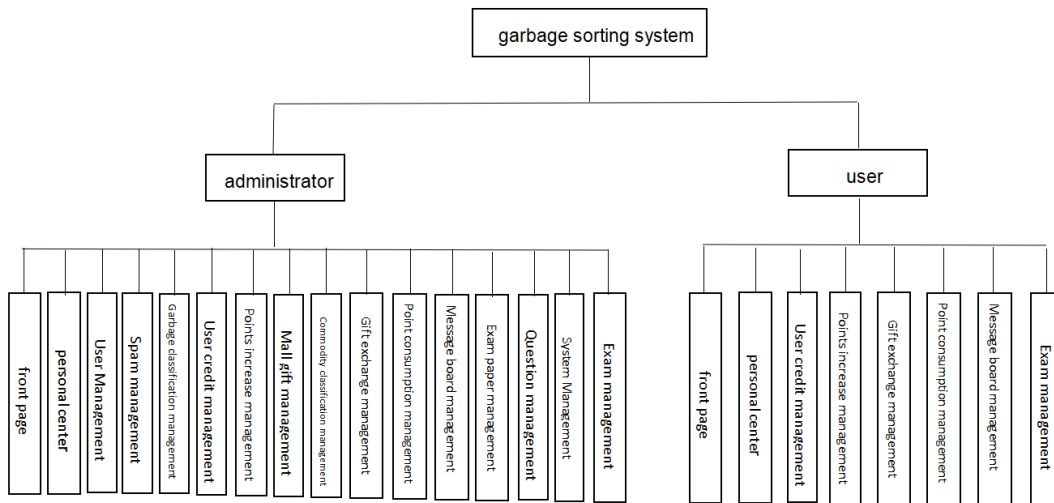 garbage sorting system
administrator
user
front page
personal center
User Management
Spam management
Garbage classification management
User credit management
Points increase management
Mall gift management
Commodity classification management
Gift exchange management
Point consumption management
Message board management
Exam paper management
Question management
System Management
Exam management
front page
personal center
User credit management
Points increase management
Gift exchange management
Point consumption management
Message board management
Exam management